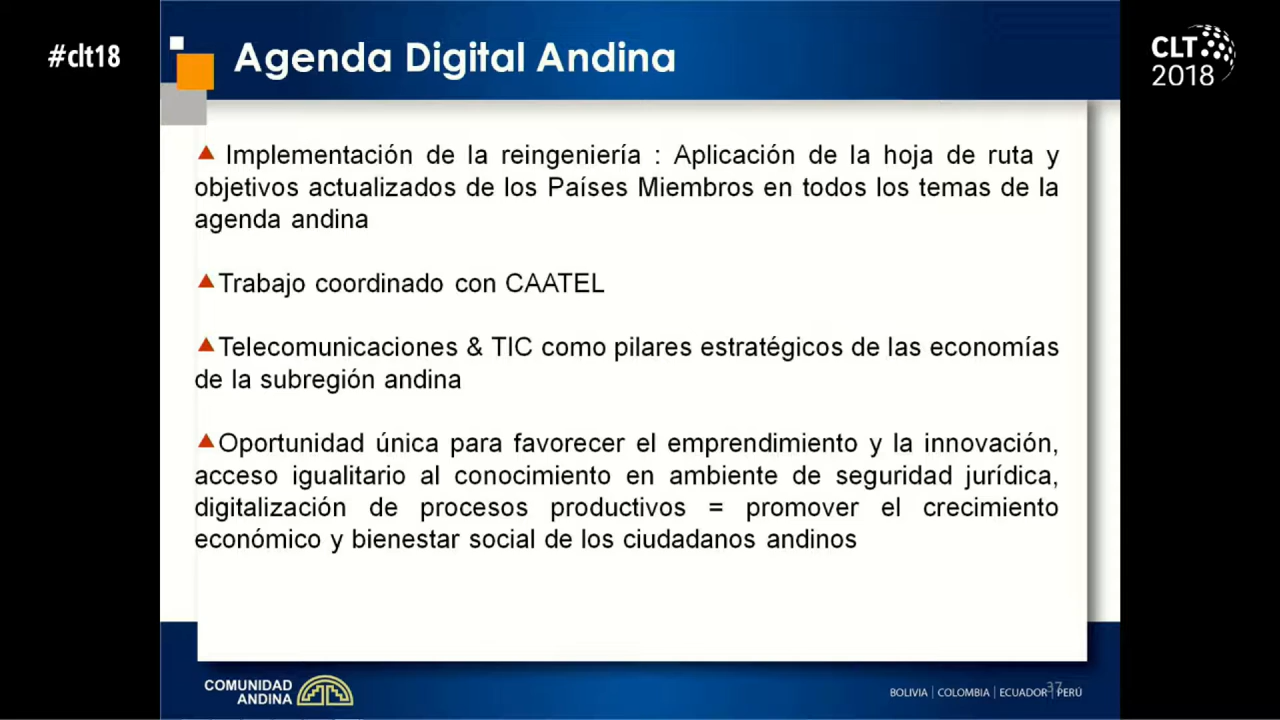 #clt18
Agenda Digital Andina
CLT
2018
Implementación de la reingeniería : Aplicación de la hoja de ruta y
objetivos actualizados de los Países Miembros en todos los temas de la
agenda andina
Trabajo coordinado con CAATEL
Telecomunicaciones & TIC como pilares estratégicos de las economías
de la subregión andina
Oportunidad única para favorecer el emprendimiento y la innovación,
acceso igualitario al conocimiento en ambiente de seguridad jurídica,
digitalización de procesos productivos = promover el crecimiento
económico y bienestar social de los ciudadanos andinos
COMUNIDAD
ANDINA
BOLIVIA | COLOMBIA | ECUADOR | PERÚ
37